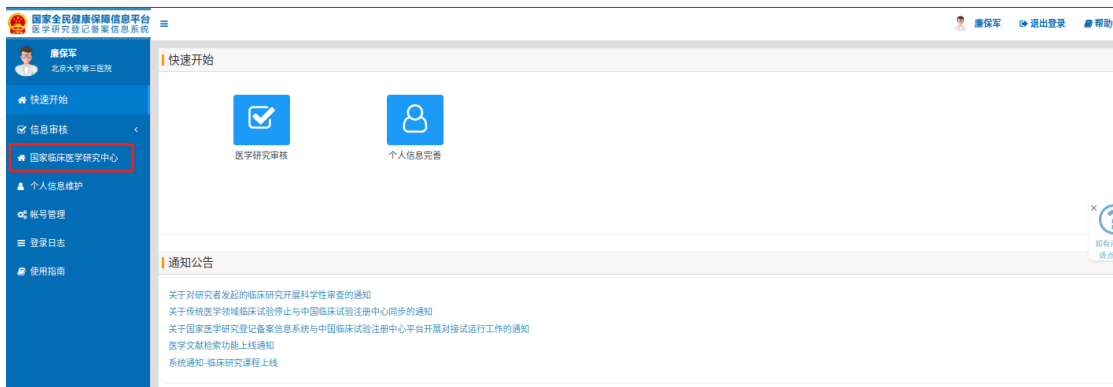 国家全民健康保障信息平台
医学研究登记备案信息系统
廉保军 退出登录 帮助
廉保军
北京大学第三医院
快速开始
信息审核
国家临床医学研究中心
个人信息维护
帐号管理
登录日志
使用指南
快速开始
医学研究审核
个人信息完善
通知公告
关于对研究者发起的临床研究开展科学性审查的通知
关于传统医学领域临床试验停止与中国临床试验注册中心同步的通知
关于国家医学研究登记备案信息系统与中国临床试验注册中心平台开展对接试运行工作的通知
医学文献检索功能上线通知
系统通知-临床研究课程上线
如有
请点